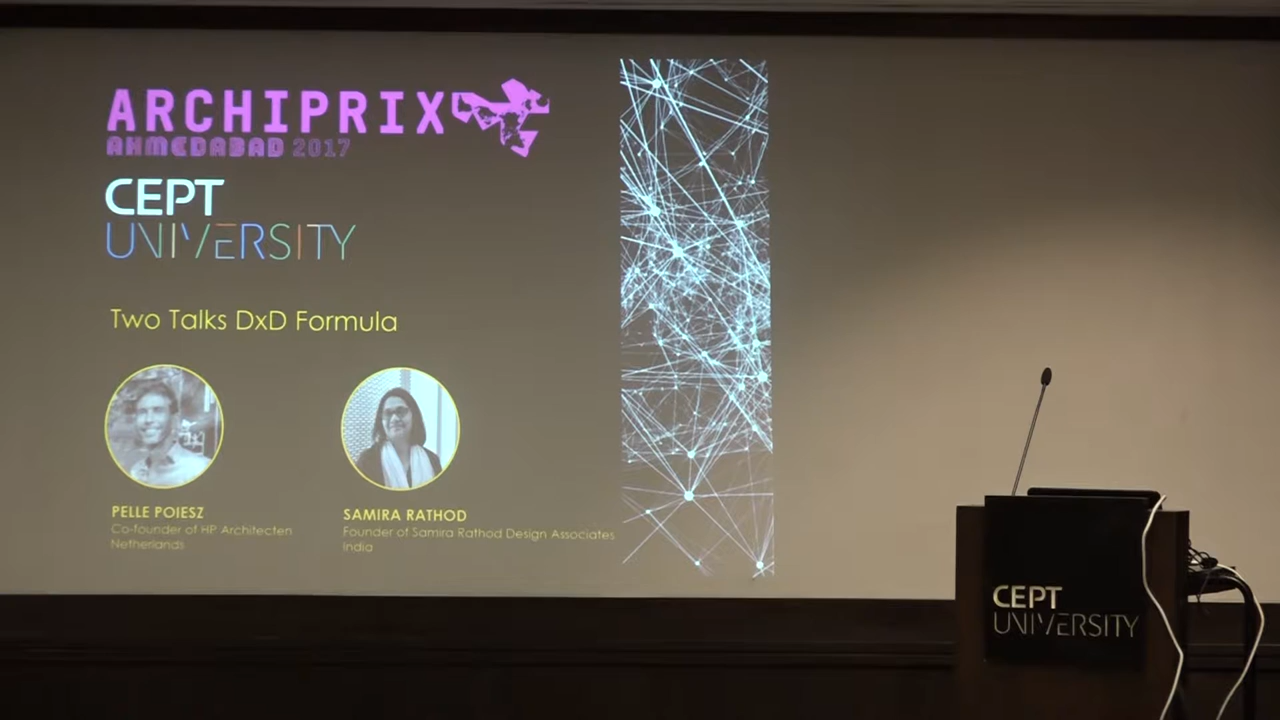 ARCHIPRIX
AHMEDABAD 2017
CEPT
UNIVERSITY
Two Talks DxD Formula
PELLE POIESZ
Co-founder of HP Architecten
Netherlands
SAMIRA RATHOD
Founder of Samira Rathod Design Associates
India
CEPT
UNIVERSITY